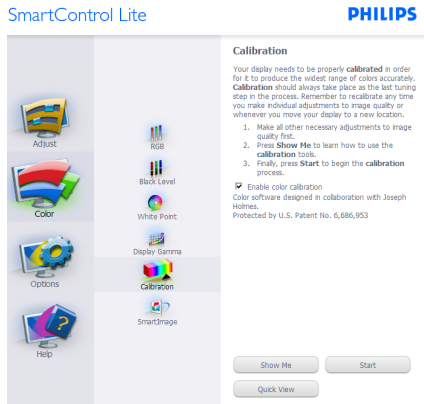 SmartControl Lite
PHILIPS
Adjust
Color
Options
Help
RGB
Black Level
White Point
Display Gamma
Calibration
SmartImage
Calibration
Your display needs to be properly calibrated in order
for it to produce the widest range of colors accurately.
Calibration should always take place as the last tuning
step in the process. Remember to recalibrate any time
you make individual adjustments to image quality or
whenever you move your display to a new location.
1. Make all other necessary adjustments to image
quality first.
2. Press Show Me to learn how to use the
calibration tools.
3. Finally, press Start to begin the calibration
process.
Enable color calibration
Color software designed in collaboration with Joseph
Holmes.
Protected by U.S. Patent No. 6,686,953
Show Me
Start
Quick View